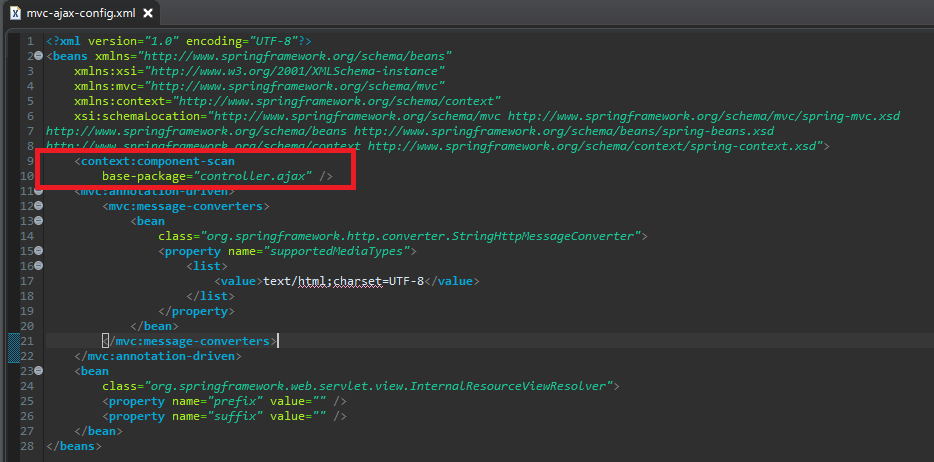 mvc-ajax-config.xml
1 <?xml version="1.0" encoding="UTF-8"?>
2 <beans xmlns="http://www.springframework.org/schema/beans"
3 xmlns:xsi="http://www.w3.org/2001/XMLSchema-instance"
4 xmlns:mvc="http://www.springframework.org/schema/mvc"
5 xmlns:context="http://www.springframework.org/schema/context"
6 xsi:schemaLocation="http://www.springframework.org/schema/mvc http://www.springframework.org/schema/mvc/spring-mvc.xsd
7 http://www.springframework.org/schema/beans http://www.springframework.org/schema/beans/spring-beans.xsd
8 http://www.springframework.org/schema/context http://www.springframework.org/schema/context/spring-context.xsd">
9 <context:component-scan
10 base-package="controller.ajax" />
11 <mvc:annotation-driven>
12 <mvc:message-converters>
13 <bean
14 class="org.springframework.http.converter.StringHttpMessageConverter">
15 <property name="supportedMediaTypes">
16 <list>
17 <value>text/html;charset=UTF-8</value>
18 </list>
19 </property>
20 </bean>
21 </mvc:message-converters>
22 </mvc:annotation-driven>
23 <bean
24 class="org.springframework.web.servlet.view.InternalResourceViewResolver">
25 <property name="prefix" value="" />
26 <property name="suffix" value="" />
27 </bean>
28 </beans>